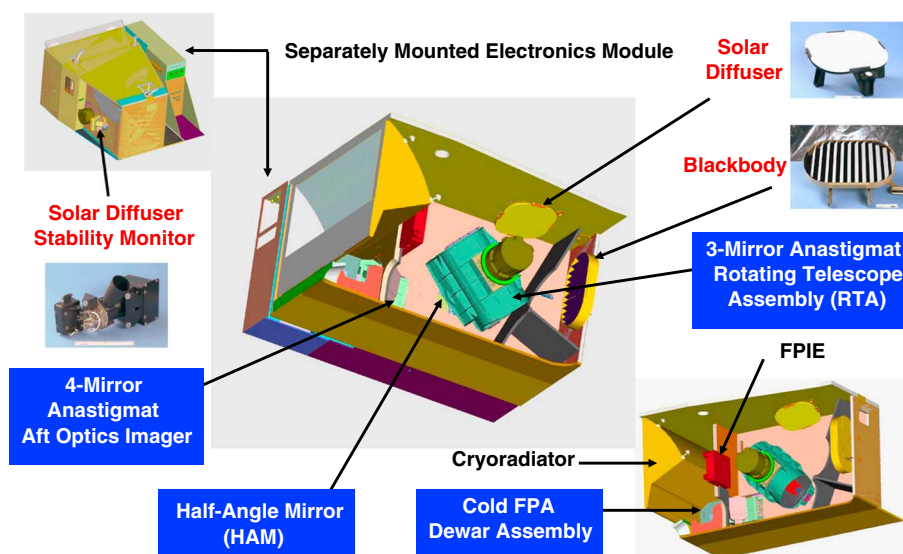 Separately Mounted Electronics Module
Solar
Diffuser
Blackbody
Solar Diffuser
Stability Monitor
3-Mirror Anastigmat
Rotating Telescope
Assembly (RTA)
4-Mirror
Anastigmat
Aft Optics Imager
FPIE
Cryoradiator
Half-Angle Mirror
(HAM)
Cold FPA
Dewar Assembly